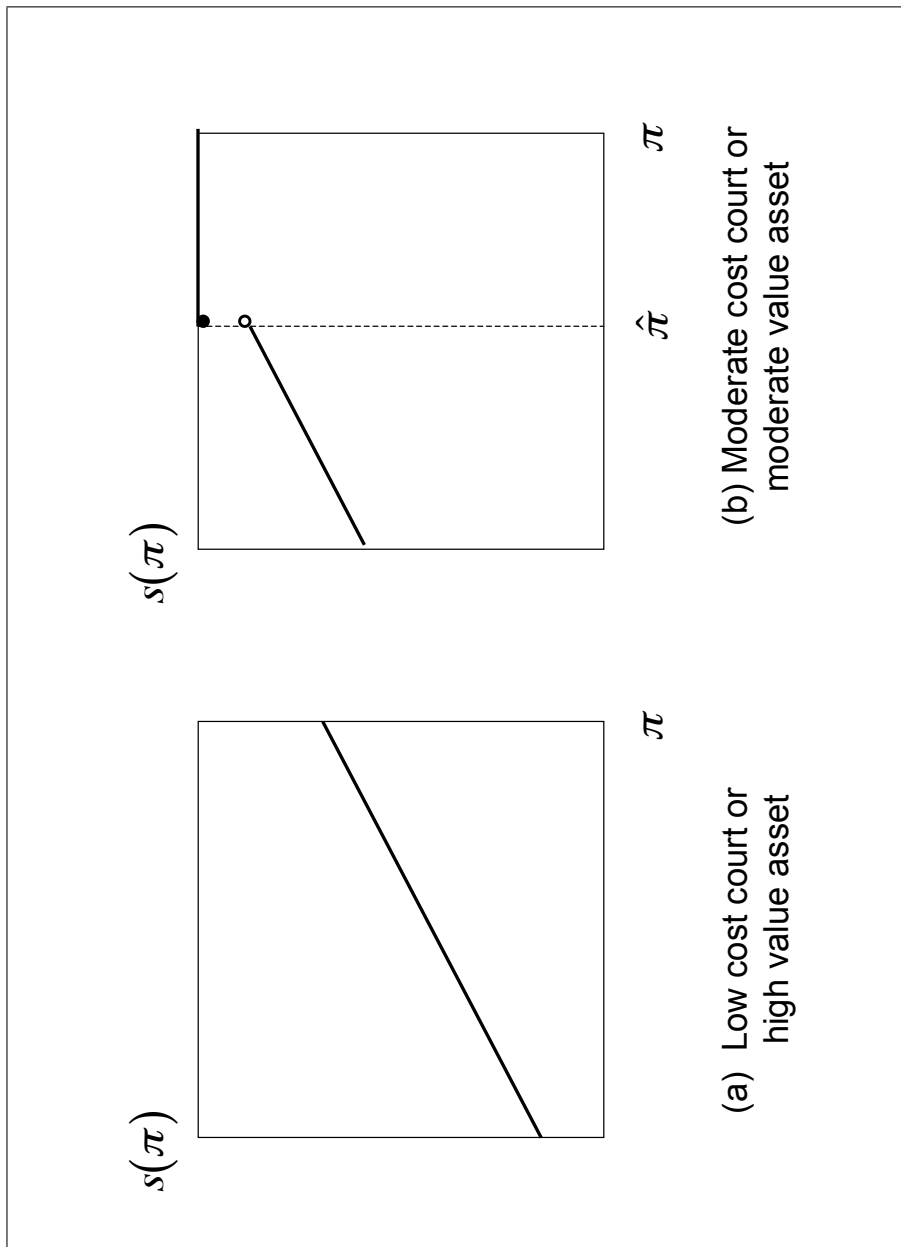 s(π)
π
(a) Low cost court or
high value asset
s(π)
π̂
π
(b) Moderate cost court or
moderate value asset